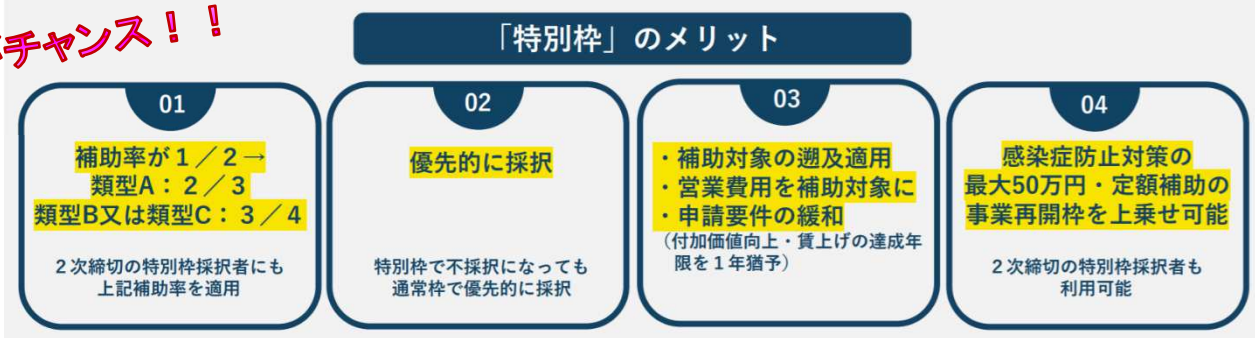 チャンス！！
「特別枠」のメリット
01
補助率が１／２→
類型A：２／３
類型B又は類型C：３／４
２次締切の特別枠採択者にも
上記補助率を適用
02
優先的に採択
特別枠で不採択になっても
通常枠で優先的に採択
03
・補助対象の遡及適用
・営業費用を補助対象に
・申請要件の緩和
（付加価値向上・賃上げの達成年
限を１年猶予）
04
感染症防止対策の
最大50万円・定額補助の
事業再開枠を上乗せ可能
２次締切の特別枠採択者も
利用可能